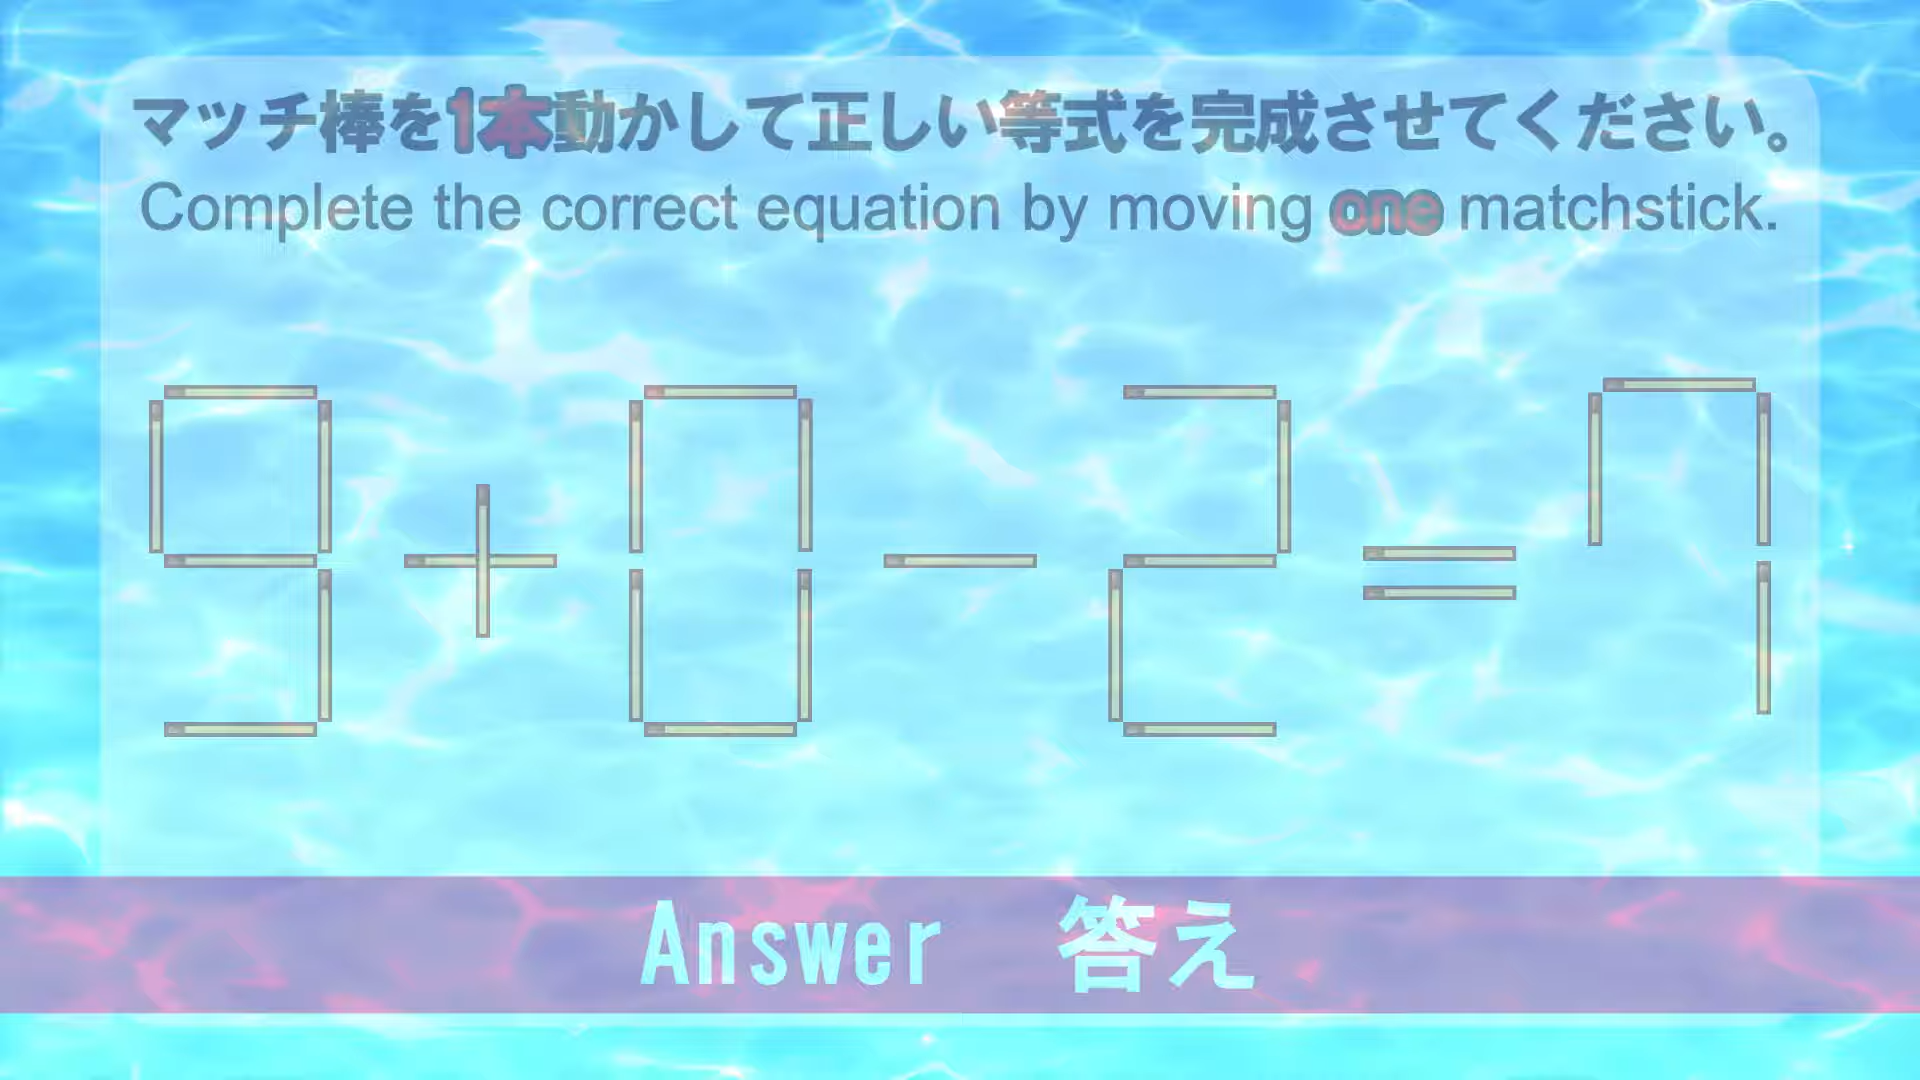 マッチ棒を1本動かして正しい等式を完成させてください。
Complete the correct equation by moving one matchstick.
9+0-2=7
Answer 答え